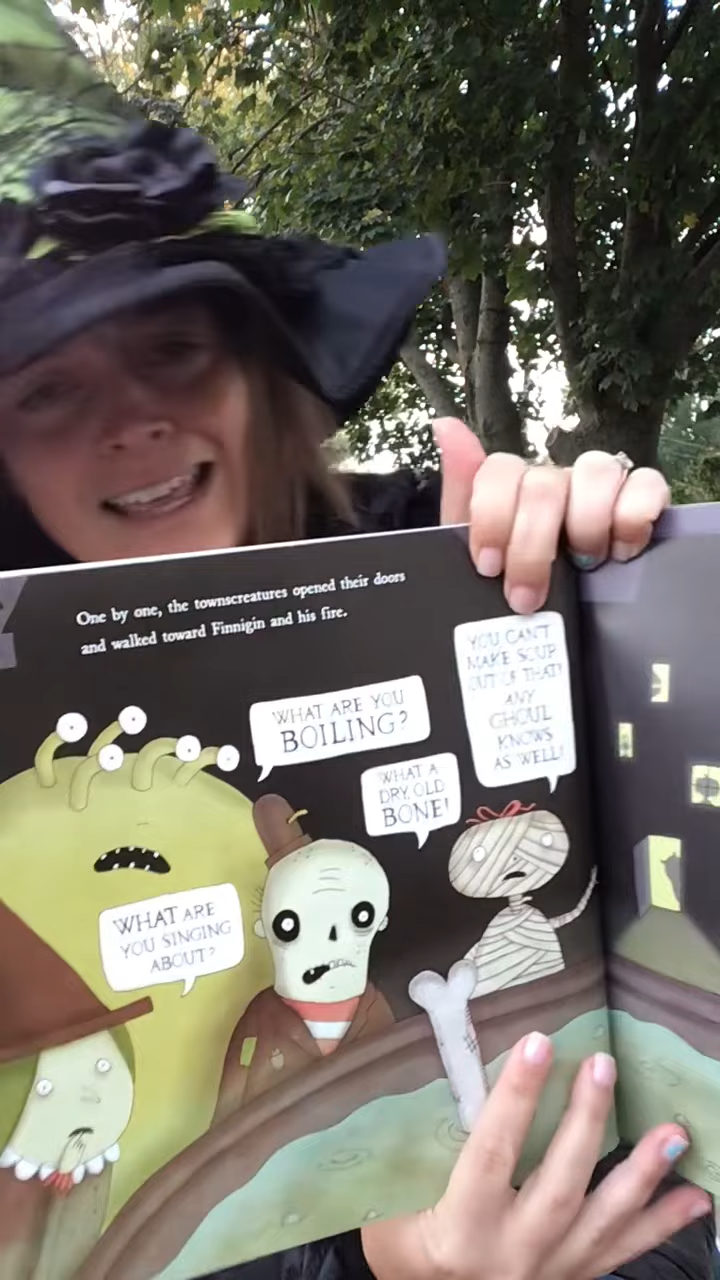 One by one, the townscreatures opened their doors
and walked toward Finnigin and his fire.
WHAT ARE YOU
BOILING?
YOU CAN'T
MAKE SOUP
OUT OF THAT!
ANY
GHOUL
KNOWS
AS WELL!
WHAT A
DRY, OLD
BONE!
WHAT ARE
YOU SINGING
ABOUT?